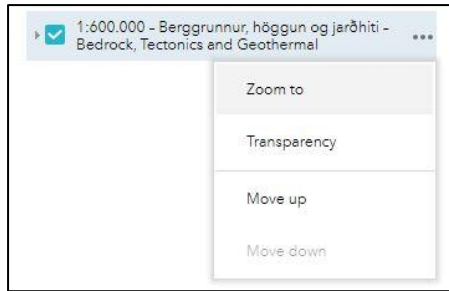 1:600.000 - Berggrunnur, höggun og jarðhiti -
Bedrock, Tectonics and Geothermal
Zoom to
Transparency
Move up
Move down